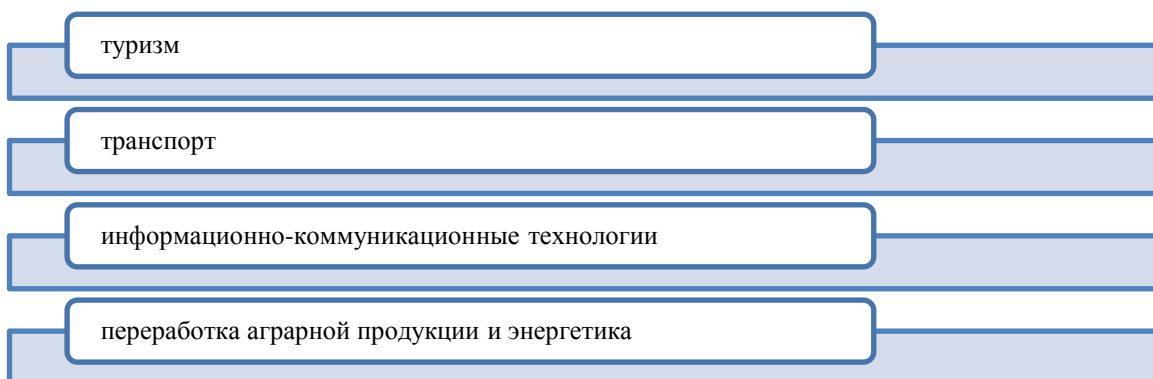 туризм
транспорт
информационно-коммуникационные технологии
переработка аграрной продукции и энергетика